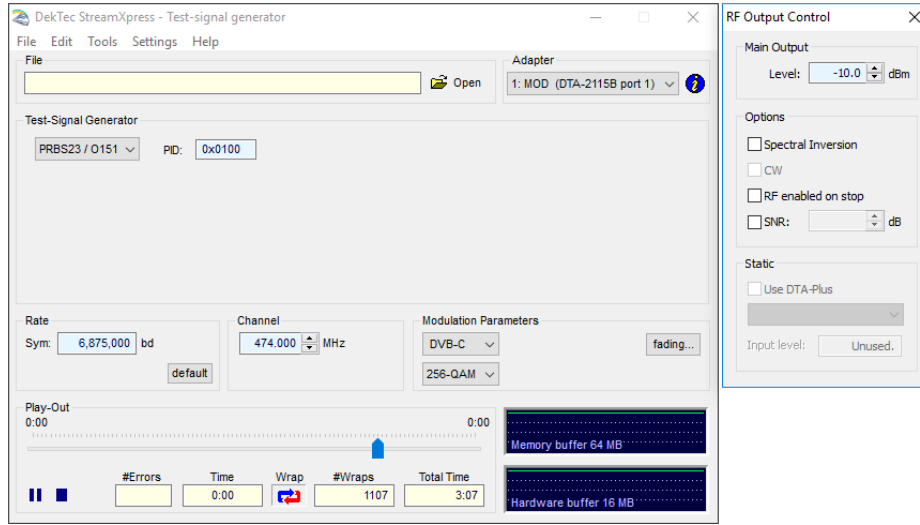 DekTec StreamXpress - Test-signal generator
File Edit Tools Settings Help
File
Open
Adapter
1: MOD (DTA-2115B port 1)
Test-Signal Generator
PRBS23 / O151
PID: 0x0100
Rate
Sym: 6,875,000 bd
default
Channel
474.000 MHz
Modulation Parameters
DVB-C
fading...
256-QAM
Play-Out
0:00
0:00
#Errors Time Wrap #Wraps Total Time
0:00 1107 3:07
Memory buffer 64 MB
Hardware buffer 16 MB
RF Output Control
Main Output
Level: -10.0 dBm
Options
Spectral Inversion
CW
RF enabled on stop
SNR: dB
Static
Use DTA-Plus
Input level: Unused.